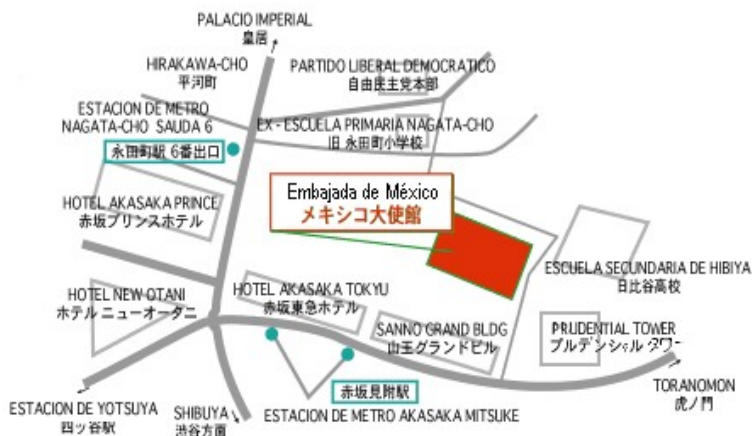 PALACIO IMPERIAL
皇居
HIRAKAWA-CHO
平河町
PARTIDO LIBERAL DEMOCRATICO
自由民主党本部
ESTACION DE METRO
NAGATA-CHO SAUDA 6
永田町駅 6番出口
EX - ESCUELA PRIMARIA NAGATA-CHO
旧 永田町小学校
Embajada de México
メキシコ大使館
HOTEL AKASAKA PRINCE
赤坂プリンスホテル
ESCUELA SECUNDARIA DE HIBIYA
日比谷高校
HOTEL NEW OTANI
ホテル ニューオータニ
HOTEL AKASAKA TOKYU
赤坂東急ホテル
SANNO GRAND BLDG
山王グランドビル
PRUDENTIAL TOWER
プルデンシャル タワー
TORANOMON
虎ノ門
赤坂見附駅
ESTACION DE METRO AKASAKA MITSUKE
ESTACION DE YOTSUYA
四ッ谷駅
SHIBUYA
渋谷方面